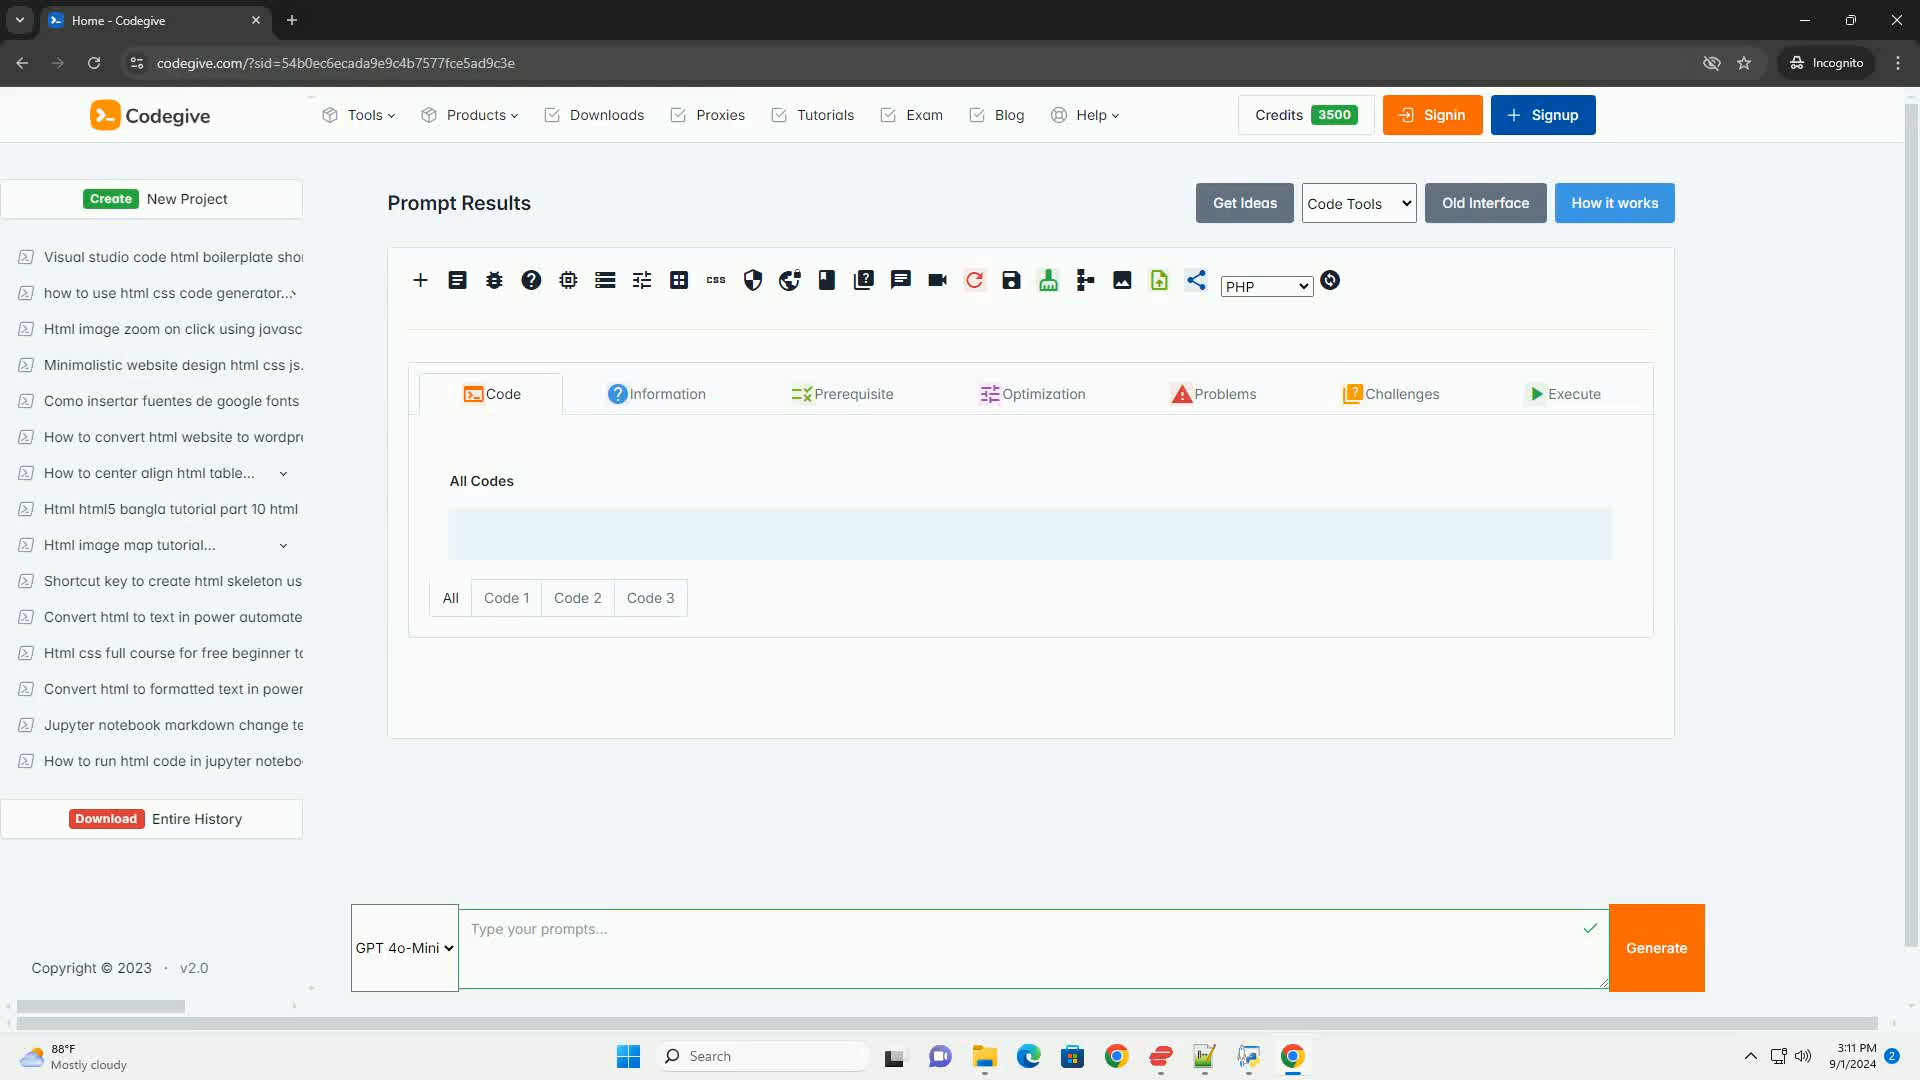 Home - Codegive
codegive.com/?sid=54b0ec6ecada9e9c4b7577fce5ad9c3e
Incognito
Codegive
Tools
Products
Downloads
Proxies
Tutorials
Exam
Blog
Help
Credits 3500
Signin
Signup
Create New Project
Visual studio code html boilerplate shor
how to use html css code generator...
Html image zoom on click using javasc
Minimalistic website design html css js.
Como insertar fuentes de google fonts
How to convert html website to wordpre
How to center align html table...
Html html5 bangla tutorial part 10 html
Html image map tutorial...
Shortcut key to create html skeleton us
Convert html to text in power automate
Html css full course for free beginner to
Convert html to formatted text in power
Jupyter notebook markdown change te
How to run html code in jupyter notebo
Download Entire History
Copyright © 2023 · v2.0
Prompt Results
Get Ideas
Code Tools
Old Interface
How it works
css
PHP
Code
Information
Prerequisite
Optimization
Problems
Challenges
Execute
All Codes
All
Code 1
Code 2
Code 3
GPT 4o-Mini
Type your prompts...
Generate
88°F
Mostly cloudy
Search
3:11 PM
9/1/2024
2